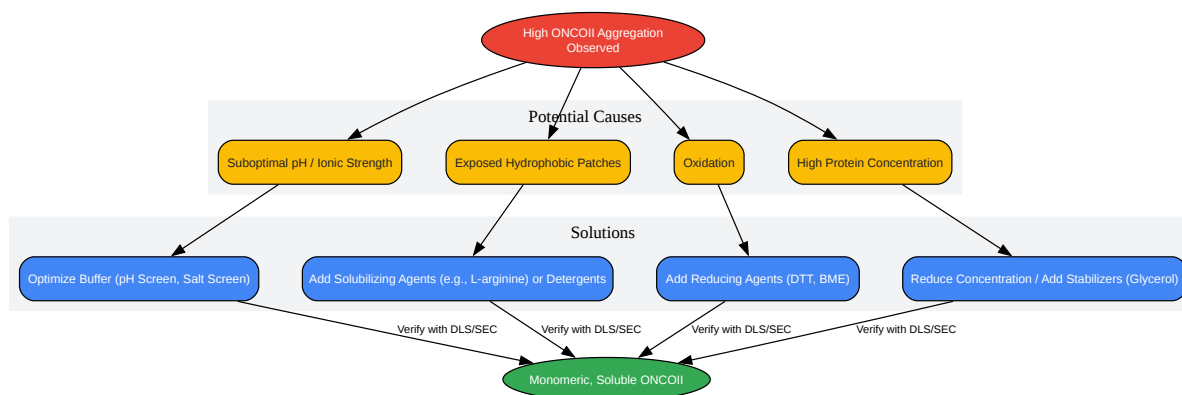 High ONCOII Aggregation
Observed
Potential Causes
Suboptimal pH / Ionic Strength
Exposed Hydrophobic Patches
Oxidation
High Protein Concentration
Solutions
Optimize Buffer (pH Screen, Salt Screen)
Add Solubilizing Agents (e.g., L-arginine) or Detergents
Add Reducing Agents (DTT, BME)
Reduce Concentration / Add Stabilizers (Glycerol)
Verify with DLS/SEC
Verify with DLS/SEC
Verify with DLS/SEC
Verify with DLS/SEC
Monomeric, Soluble ONCOII